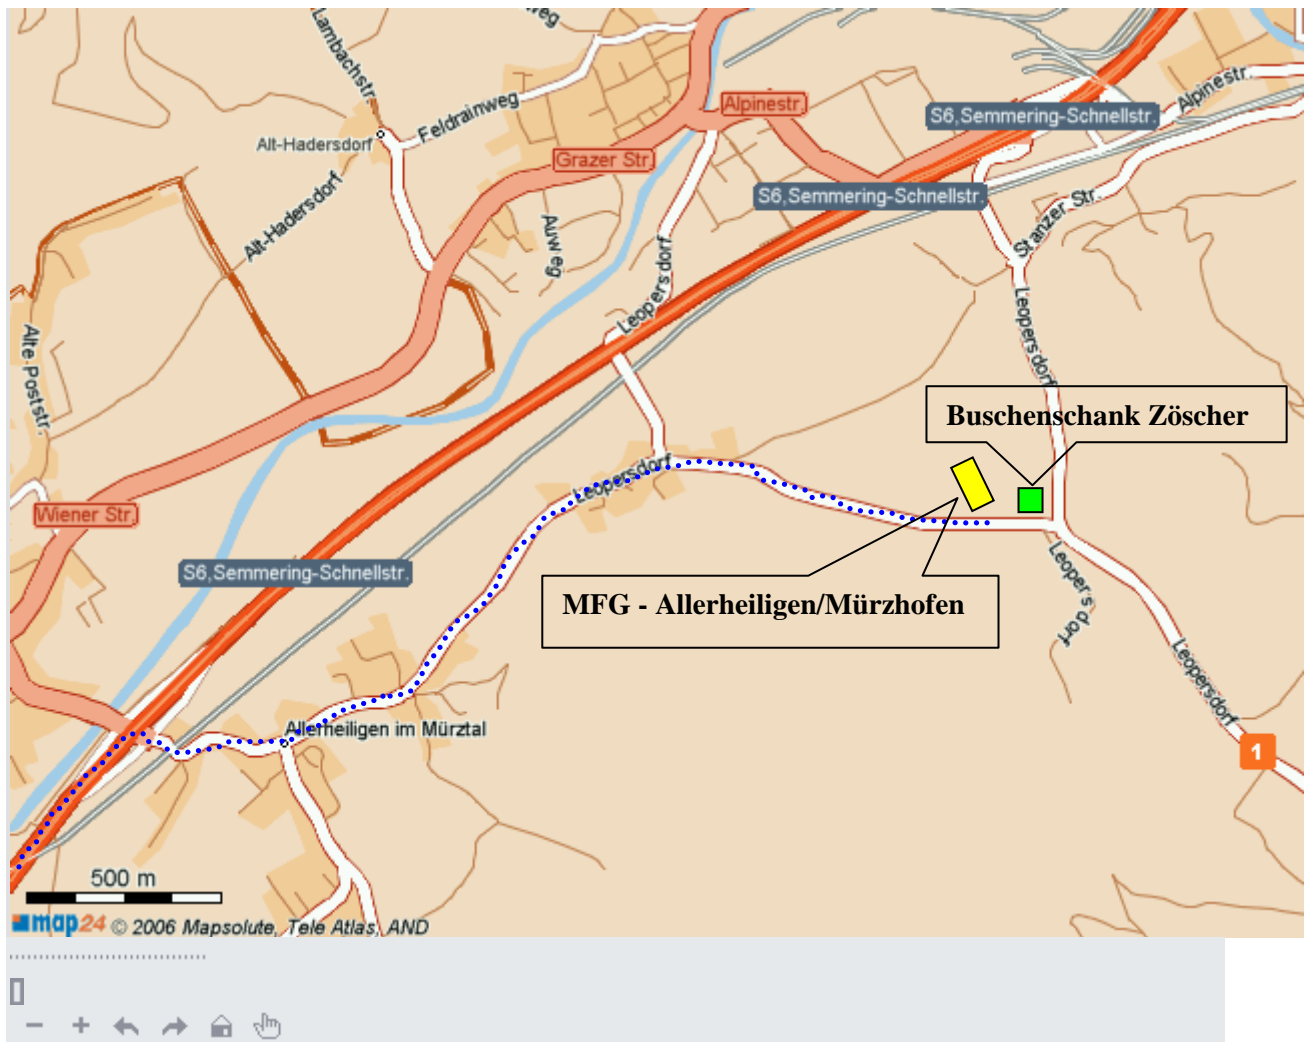 weg
Lambachstr.
Feldrainweg
Alt-Hadersdorf
Alt-Hadersdorf
Alpinestr.
Grazer Str.
Alpinestr.
S6,Semmering-Schnellstr.
S6,Semmering-Schnellstr.
Auweg
Leopersdorf
Stanzer Str.
Leopersdorf
Alte-Poststr.
Buschenschank Zöscher
Leopersdorf
Wiener Str.
S6,Semmering-Schnellstr.
MFG - Allerheiligen/Mürzhofen
Leopersdorf
Leopersdorf
Allerheiligen im Mürztal
1
500 m
map24 © 2006 Mapsolute, Tele Atlas, AND